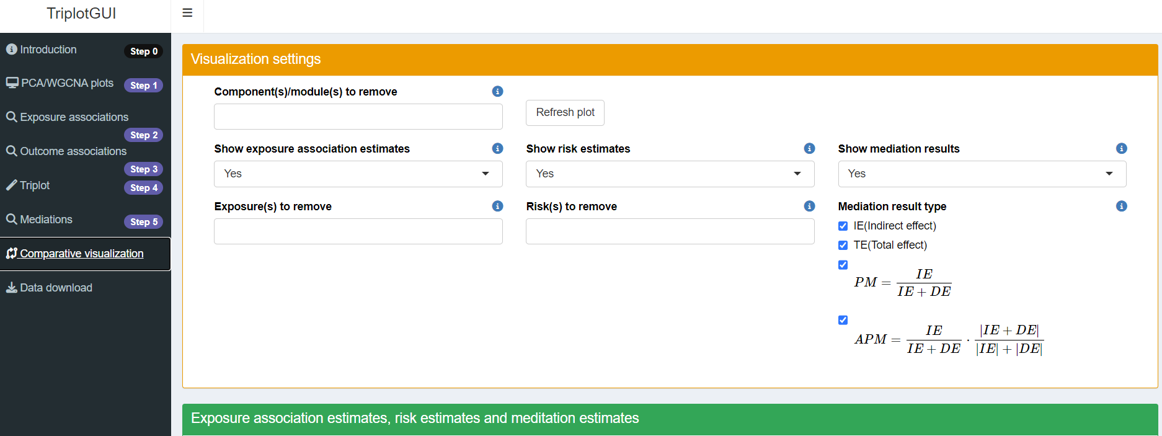 TriplotGUI
Introduction
Step 0
PCA/WGCNA plots
Step 1
Exposure associations
Step 2
Outcome associations
Step 3
Triplot
Step 4
Mediations
Step 5
Comparative visualization
Data download
Visualization settings
Component(s)/module(s) to remove
Refresh plot
Show exposure association estimates
Show risk estimates
Show mediation results
Yes
Yes
Yes
Exposure(s) to remove
Risk(s) to remove
Mediation result type
IE(Indirect effect)
TE(Total effect)
PM = IE / IE + DE
APM = IE / IE + DE · |IE + DE| / |IE| + |DE|
Exposure association estimates, risk estimates and meditation estimates